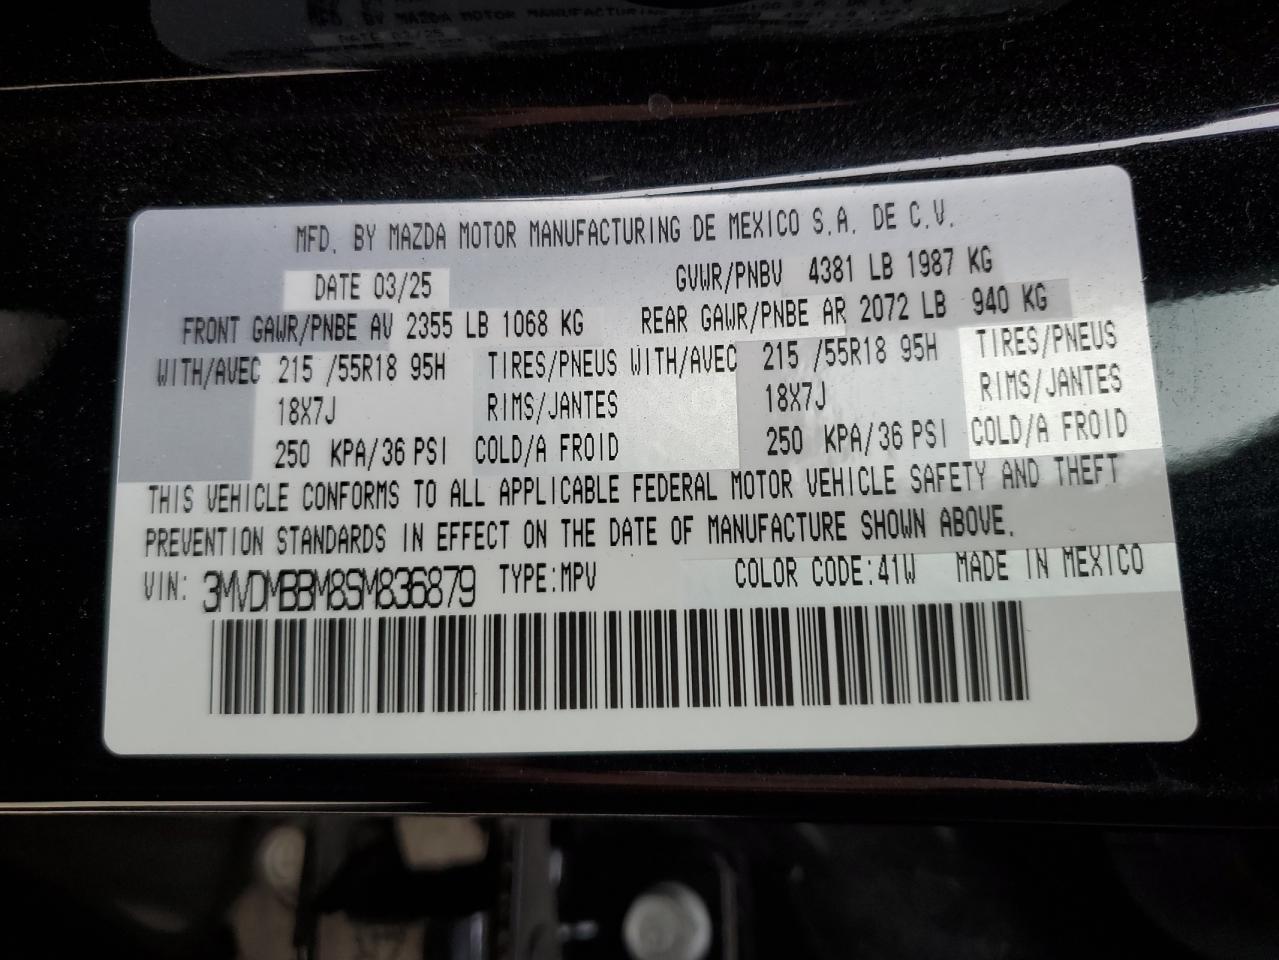 MFD. BY MAZDA MOTOR MANUFACTURING DE MEXICO S.A. DE C.V.
DATE 03/25 GVWR/PNBV 4381 LB 1987 KG
FRONT GAWR/PNBE AV 2355 LB 1068 KG REAR GAWR/PNBE AR 2072 LB 940 KG
WITH/AVEC 215 /55R18 95H TIRES/PNEUS WITH/AVEC 215 /55R18 95H TIRES/PNEUS
18X7J RIMS/JANTES 18X7J RIMS/JANTES
250 KPA/36 PSI COLD/A FROID 250 KPA/36 PSI COLD/A FROID
THIS VEHICLE CONFORMS TO ALL APPLICABLE FEDERAL MOTOR VEHICLE SAFETY AND THEFT
PREVENTION STANDARDS IN EFFECT ON THE DATE OF MANUFACTURE SHOWN ABOVE.
VIN: 3MVDMBBM8SM836879 TYPE:MPV COLOR CODE:41W MADE IN MEXICO